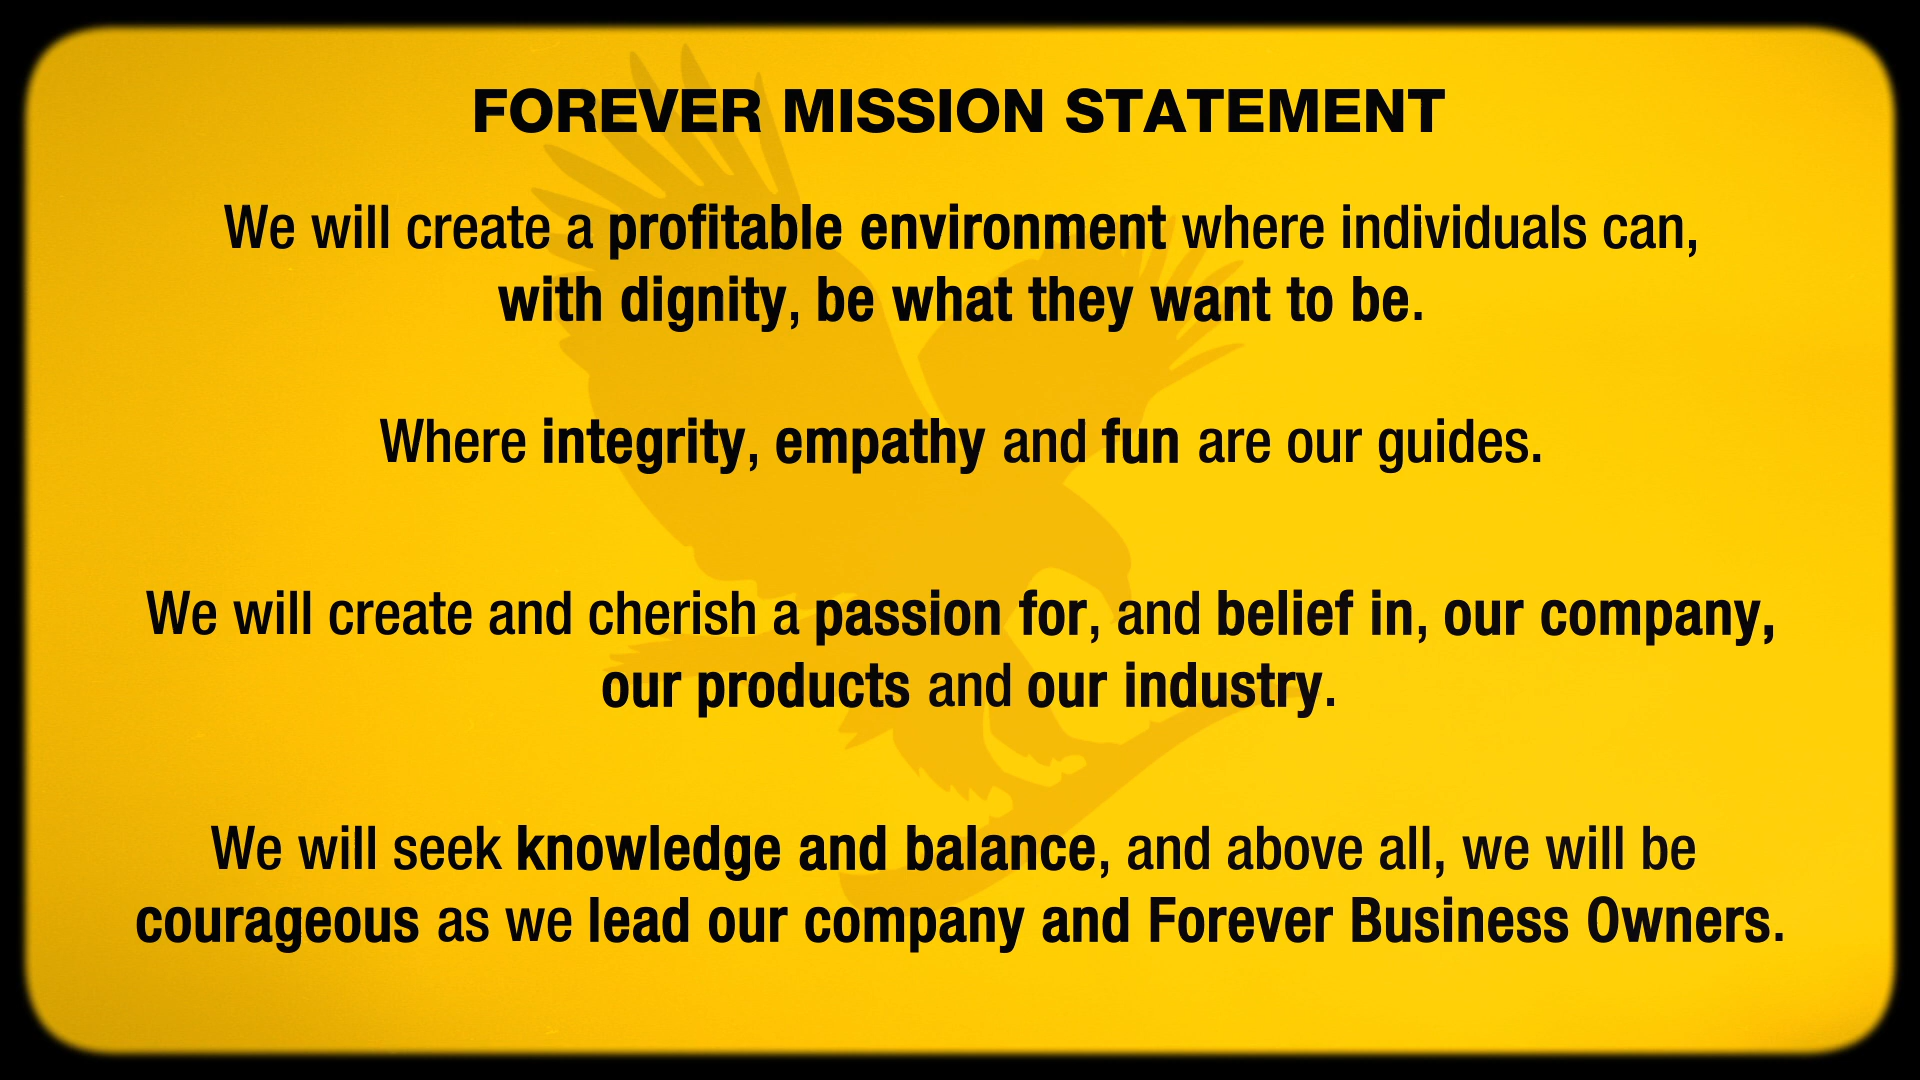 FOREVER MISSION STATEMENT
We will create a profitable environment where individuals can,
with dignity, be what they want to be.
Where integrity, empathy and fun are our guides.
We will create and cherish a passion for, and belief in, our company,
our products and our industry.
We will seek knowledge and balance, and above all, we will be
courageous as we lead our company and Forever Business Owners.